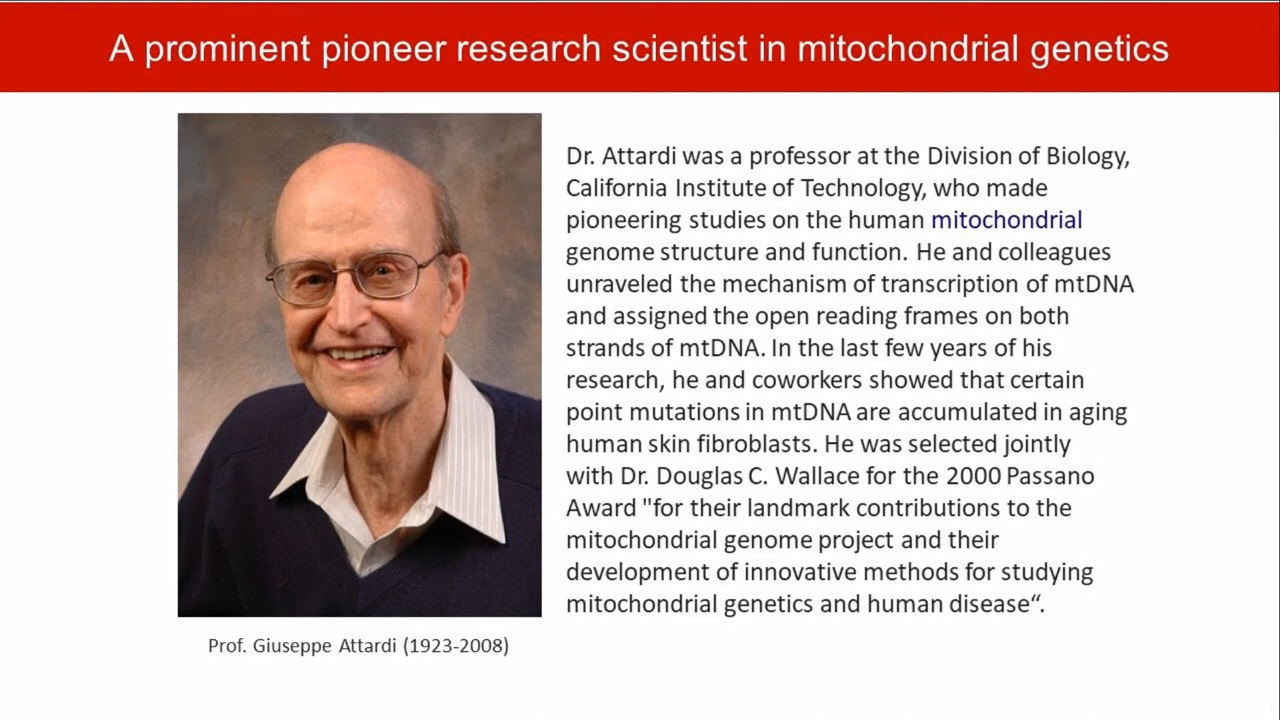 A prominent pioneer research scientist in mitochondrial genetics
Dr. Attardi was a professor at the Division of Biology,
California Institute of Technology, who made
pioneering studies on the human mitochondrial
genome structure and function. He and colleagues
unraveled the mechanism of transcription of mtDNA
and assigned the open reading frames on both
strands of mtDNA. In the last few years of his
research, he and coworkers showed that certain
point mutations in mtDNA are accumulated in aging
human skin fibroblasts. He was selected jointly
with Dr. Douglas C. Wallace for the 2000 Passano
Award "for their landmark contributions to the
mitochondrial genome project and their
development of innovative methods for studying
mitochondrial genetics and human disease“.
Prof. Giuseppe Attardi (1923-2008)